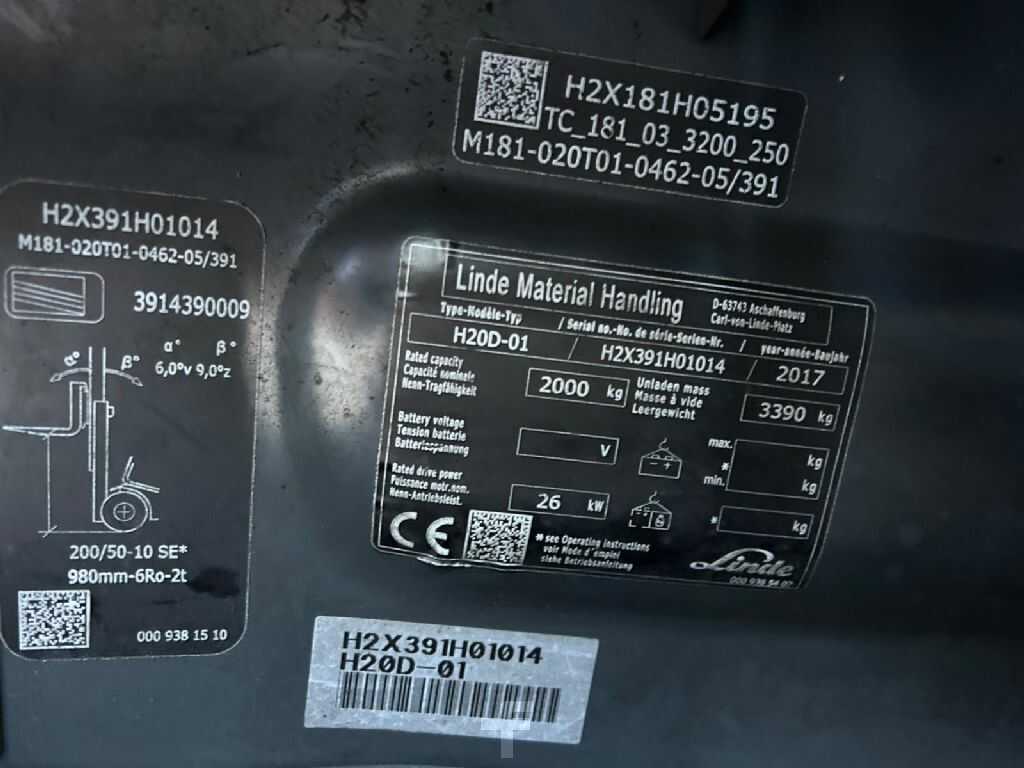 H2X181H05195
TC_181_03_3200_250
M181-020T01-0462-05/391
H2X391H01014
M181-020T01-0462-05/391
3914390009
α° β°
6,0°v 9,0°z
α° β°
200/50-10 SE*
980mm-6Ro-2t
000 938 15 10
Linde Material Handling
D-63743 Aschaffenburg
Carl-von-Linde-Platz
Type-Modèle-Typ / Serial no.-No. de série-Serien-Nr. / year-année-Baujahr
H20D-01 / H2X391H01014 / 2017
Rated capacity
Capacité nominale
Nenn-Tragfähigkeit
2000 kg
Unladen mass
Masse à vide
Leergewicht
3390 kg
Battery voltage
Tension batterie
Batteriespannung
V
- +
max. kg
*
min. kg
Rated drive power
Puissance motr.nom.
Nenn-Antriebsleist.
26 kW
* kg
CE
* see Operating instructions
voir Mode d'emploi
siehe Betriebsanleitung
Linde
000 938 54 07
H2X391H01014
H20D-01